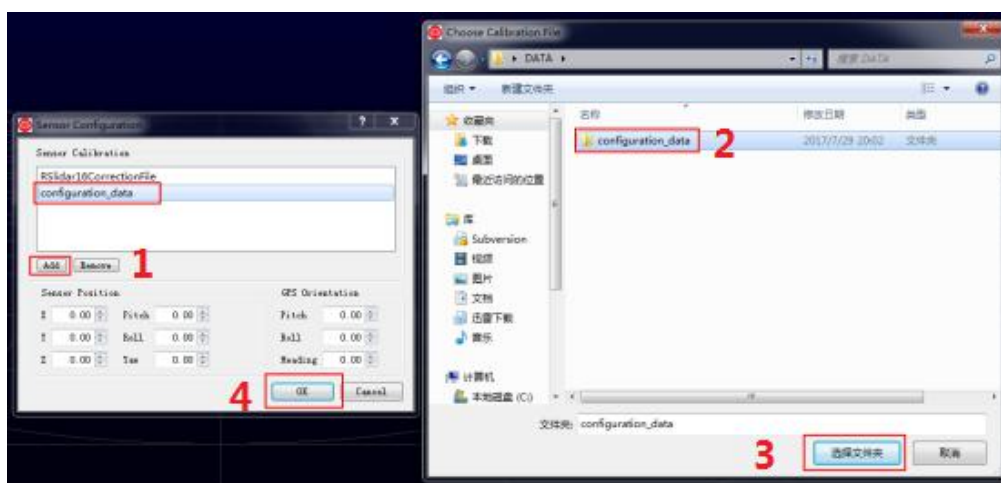 Choose Calibration File
DATA
搜索 DATA
组织 新建文件夹
名称 修改日期 类型
configuration_data 2 2017/7/29 20:02 文件夹
收藏夹
下载
桌面
最近访问的位置
库
Subversion
视频
图片
文档
迅雷下载
音乐
计算机
本地磁盘 (C:)
文件夹: configuration_data
3 选择文件夹 取消
Sensor Configuration ? X
Sensor Calibration
RSlidar16CorrectionFile
configuration_data
Add Remove 1
Sensor Position GPS Orientation
X 0.00 Pitch 0.00 Pitch 0.00
Y 0.00 Roll 0.00 Roll 0.00
Z 0.00 Yaw 0.00 Heading 0.00
4 OK Cancel